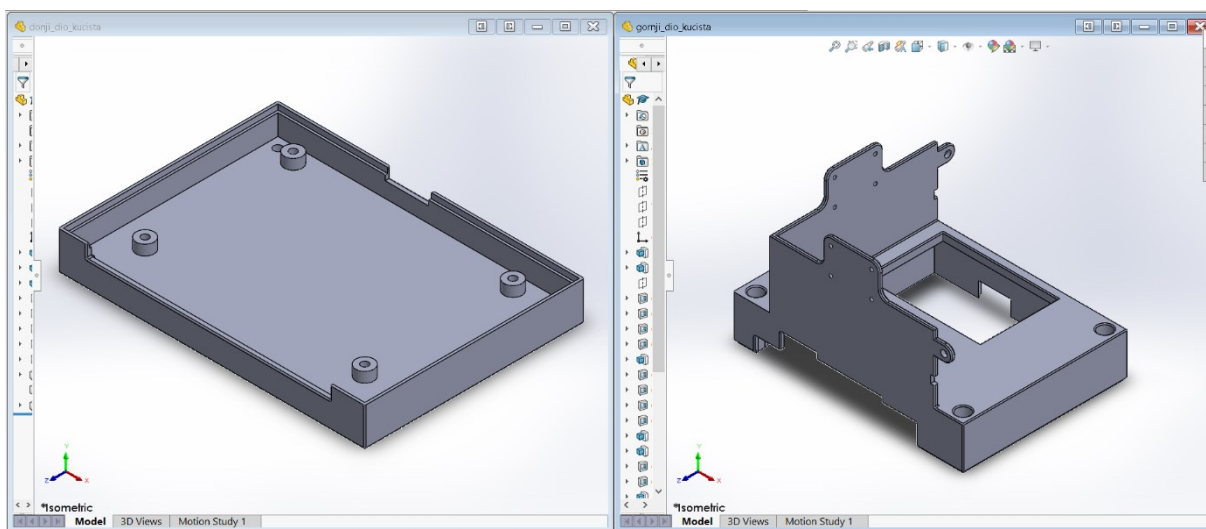 donji_dio_kucista
*Isometric
Model
3D Views
Motion Study 1
gornji_dio_kucista
*Isometric
Model
3D Views
Motion Study 1